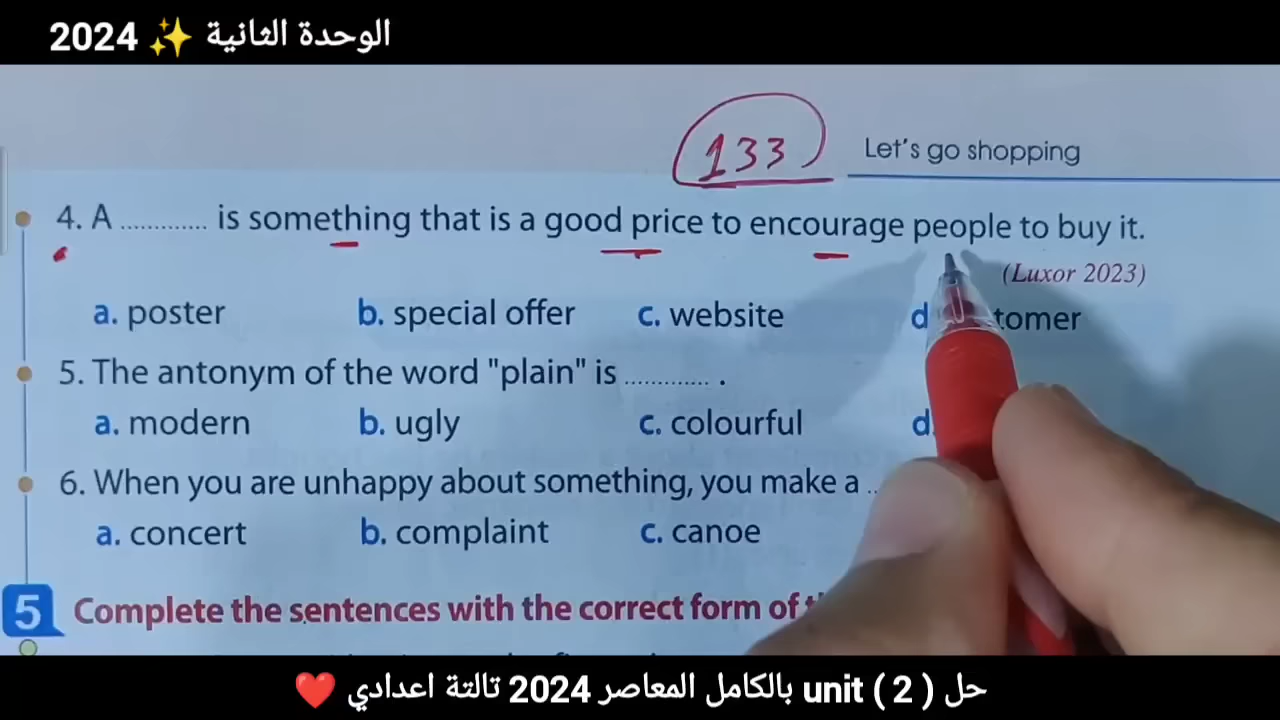 الوحدة الثانية ✨ 2024
133
Let's go shopping
4. A ............. is something that is a good price to encourage people to buy it.
(Luxor 2023)
a. poster b. special offer c. website d tomer
5. The antonym of the word "plain" is ............. .
a. modern b. ugly c. colourful d.
6. When you are unhappy about something, you make a ..
a. concert b. complaint c. canoe
5 Complete the sentences with the correct form of
حل unit ( 2 ) بالكامل المعاصر 2024 تالتة اعدادي ❤️